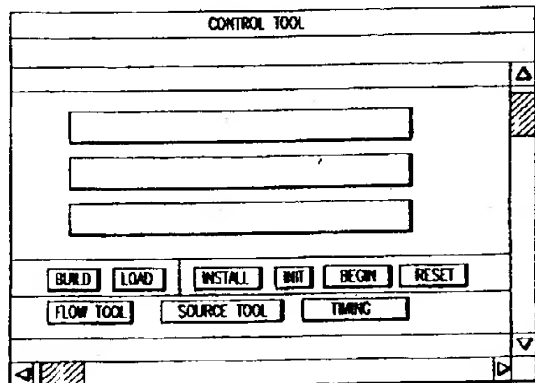 CONTROL TOOL
BUILD LOAD INSTALL INIT BEGIN RESET
FLOW TOOL SOURCE TOOL TIMING